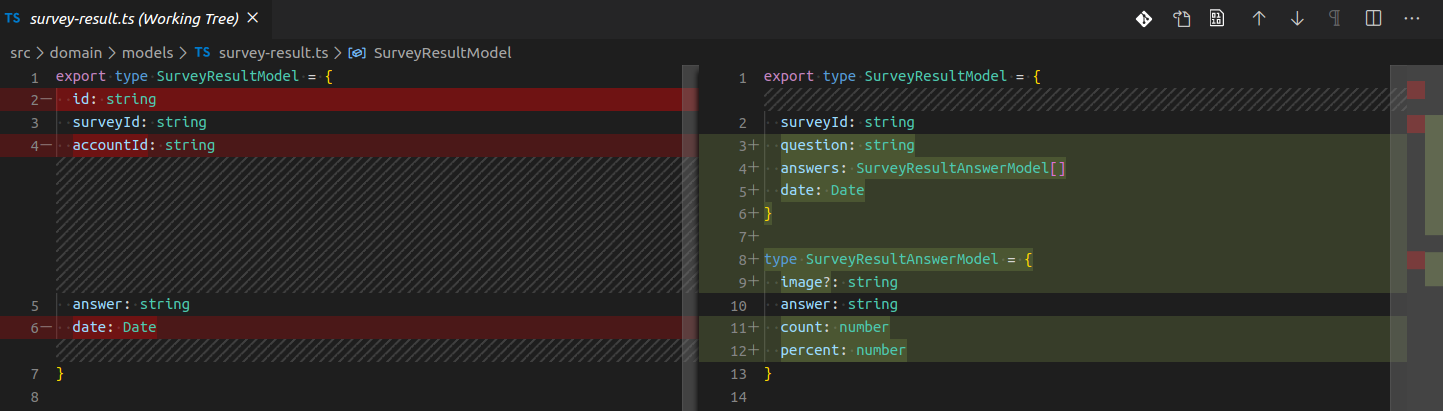 TS survey-result.ts (Working Tree) ×
src > domain > models > TS survey-result.ts > SurveyResultModel
1 export type SurveyResultModel = {
2— id: string
3 surveyId: string
4— accountId: string
5 answer: string
6— date: Date
7 }
8
1 export type SurveyResultModel = {
2 surveyId: string
3+ question: string
4+ answers: SurveyResultAnswerModel[]
5+ date: Date
6+ }
7+
8+ type SurveyResultAnswerModel = {
9+ image?: string
10 answer: string
11+ count: number
12+ percent: number
13 }
14